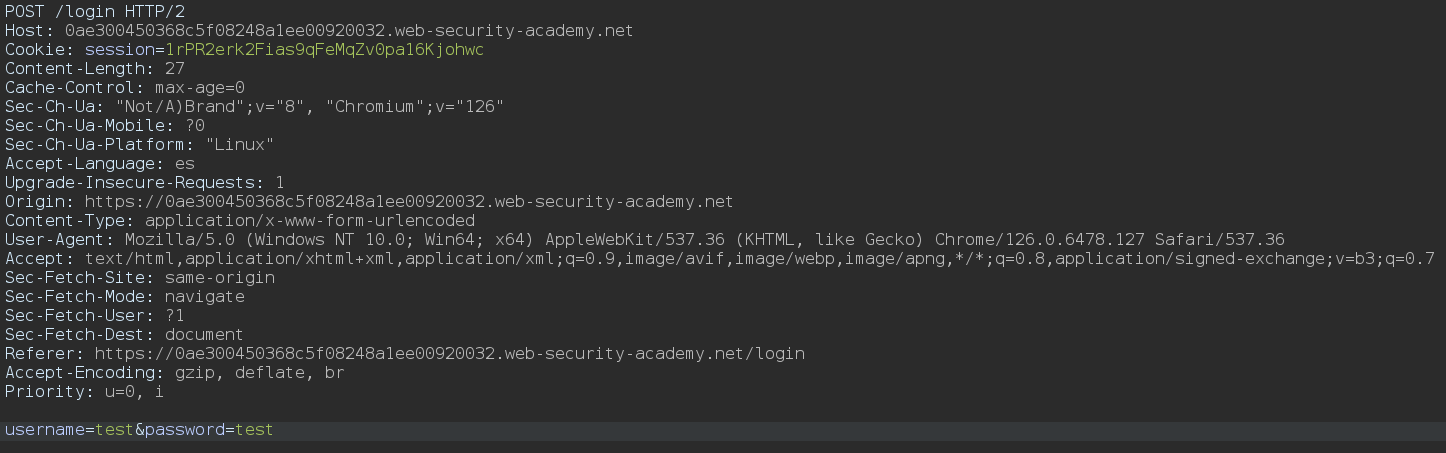 POST /login HTTP/2
Host: 0ae300450368c5f08248a1ee00920032.web-security-academy.net
Cookie: session=1rPR2erk2Fias9qFeMqZv0pa16Kjohwc
Content-Length: 27
Cache-Control: max-age=0
Sec-Ch-Ua: "Not/A)Brand";v="8", "Chromium";v="126"
Sec-Ch-Ua-Mobile: ?0
Sec-Ch-Ua-Platform: "Linux"
Accept-Language: es
Upgrade-Insecure-Requests: 1
Origin: https://0ae300450368c5f08248a1ee00920032.web-security-academy.net
Content-Type: application/x-www-form-urlencoded
User-Agent: Mozilla/5.0 (Windows NT 10.0; Win64; x64) AppleWebKit/537.36 (KHTML, like Gecko) Chrome/126.0.6478.127 Safari/537.36
Accept: text/html,application/xhtml+xml,application/xml;q=0.9,image/avif,image/webp,image/apng,*/*;q=0.8,application/signed-exchange;v=b3;q=0.7
Sec-Fetch-Site: same-origin
Sec-Fetch-Mode: navigate
Sec-Fetch-User: ?1
Sec-Fetch-Dest: document
Referer: https://0ae300450368c5f08248a1ee00920032.web-security-academy.net/login
Accept-Encoding: gzip, deflate, br
Priority: u=0, i
username=test&password=test